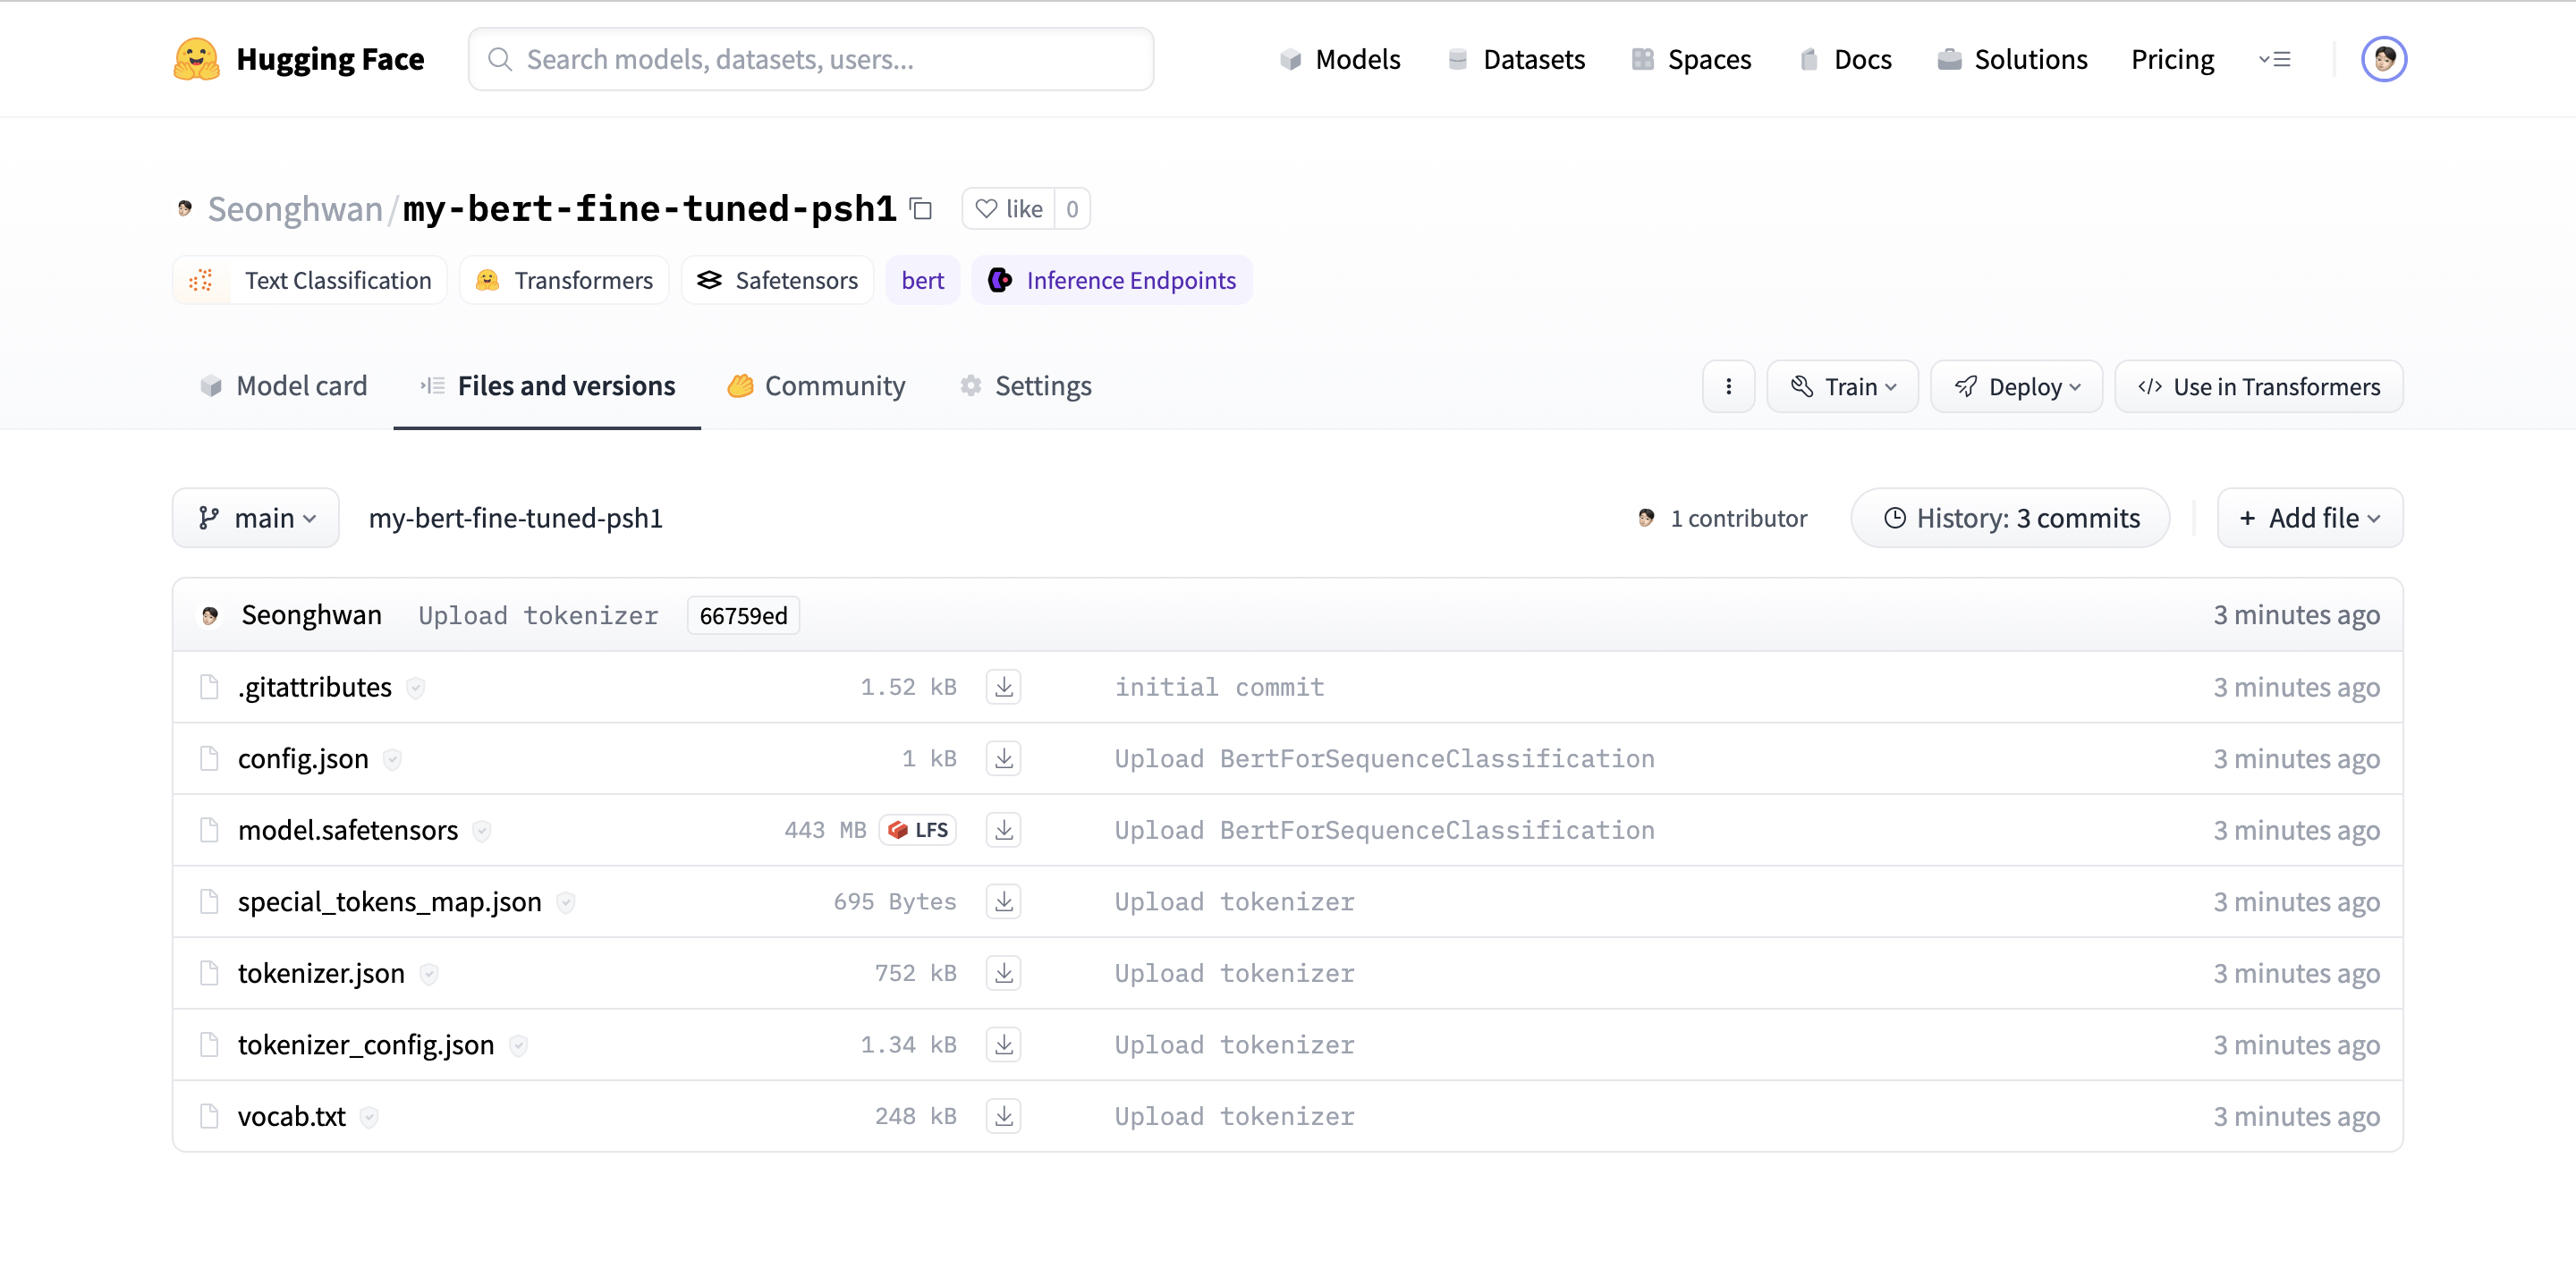 Hugging Face Search models, datasets, users... Models Datasets Spaces Docs Solutions Pricing
Seonghwan/my-bert-fine-tuned-psh1 like 0
Text Classification Transformers Safetensors bert Inference Endpoints
Model card Files and versions Community Settings Train Deploy </> Use in Transformers
main my-bert-fine-tuned-psh1 1 contributor History: 3 commits + Add file
Seonghwan Upload tokenizer 66759ed 3 minutes ago
.gitattributes 1.52 kB initial commit 3 minutes ago
config.json 1 kB Upload BertForSequenceClassification 3 minutes ago
model.safetensors 443 MB LFS Upload BertForSequenceClassification 3 minutes ago
special_tokens_map.json 695 Bytes Upload tokenizer 3 minutes ago
tokenizer.json 752 kB Upload tokenizer 3 minutes ago
tokenizer_config.json 1.34 kB Upload tokenizer 3 minutes ago
vocab.txt 248 kB Upload tokenizer 3 minutes ago